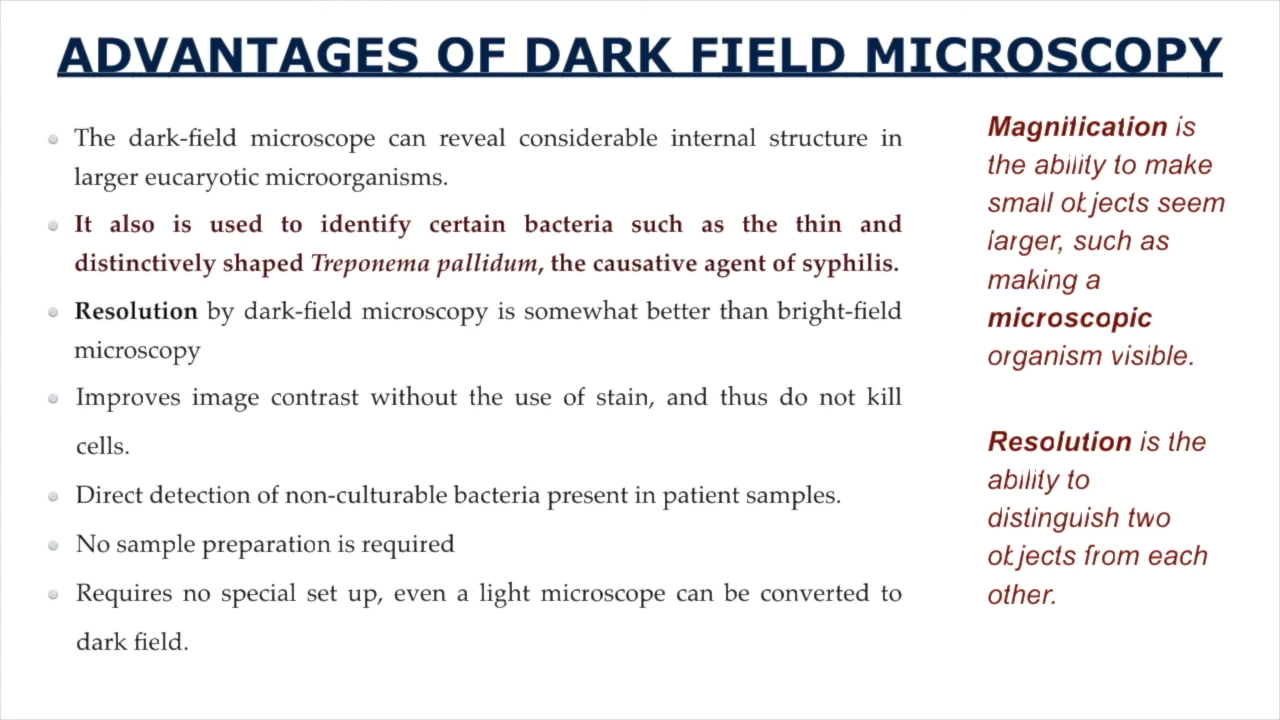 ADVANTAGES OF DARK FIELD MICROSCOPY
The dark-field microscope can reveal considerable internal structure in
larger eucaryotic microorganisms.
It also is used to identify certain bacteria such as the thin and
distinctively shaped Treponema pallidum, the causative agent of syphilis.
Resolution by dark-field microscopy is somewhat better than bright-field
microscopy
Improves image contrast without the use of stain, and thus do not kill
cells.
Direct detection of non-culturable bacteria present in patient samples.
No sample preparation is required
Requires no special set up, even a light microscope can be converted to
dark field.
Magnification is
the ability to make
small objects seem
larger, such as
making a
microscopic
organism visible.
Resolution is the
ability to
distinguish two
objects from each
other.